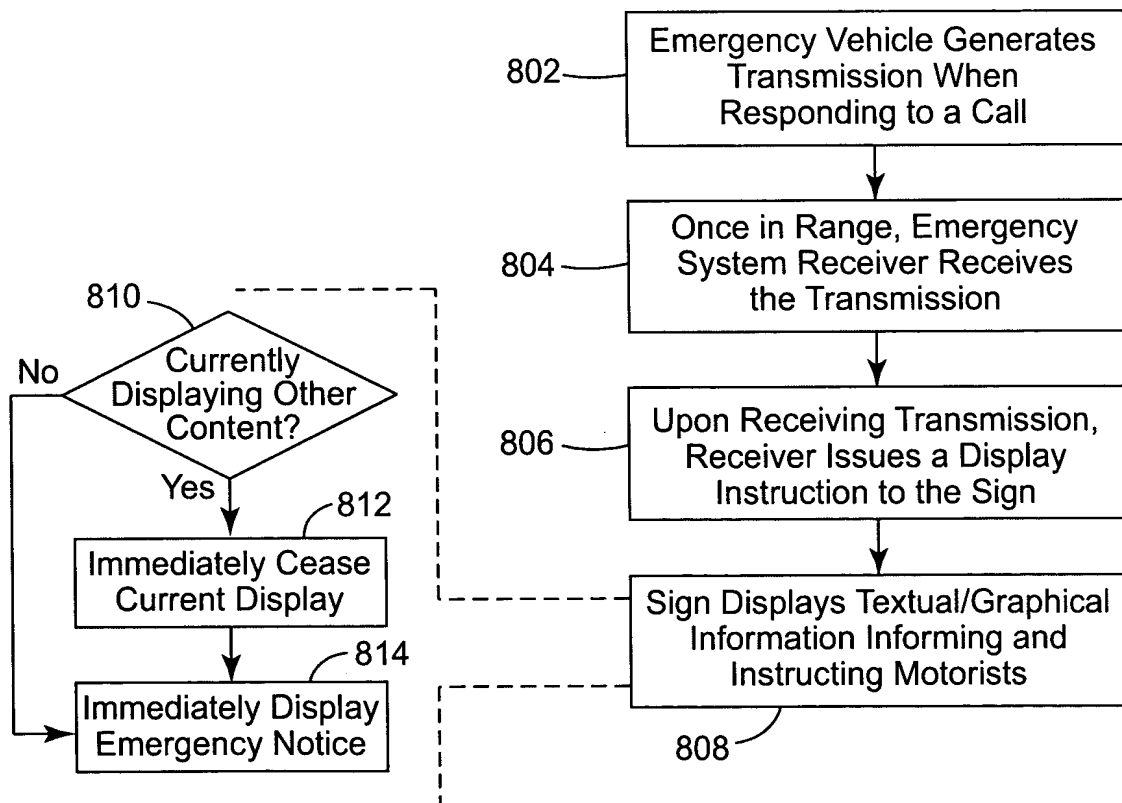 802
Emergency Vehicle Generates
Transmission When
Responding to a Call
804
Once in Range, Emergency
System Receiver Receives
the Transmission
806
Upon Receiving Transmission,
Receiver Issues a Display
Instruction to the Sign
Sign Displays Textual/Graphical
Information Informing and
Instructing Motorists
808
810
Currently
Displaying Other
Content?
No
Yes
812
Immediately Cease
Current Display
814
Immediately Display
Emergency Notice